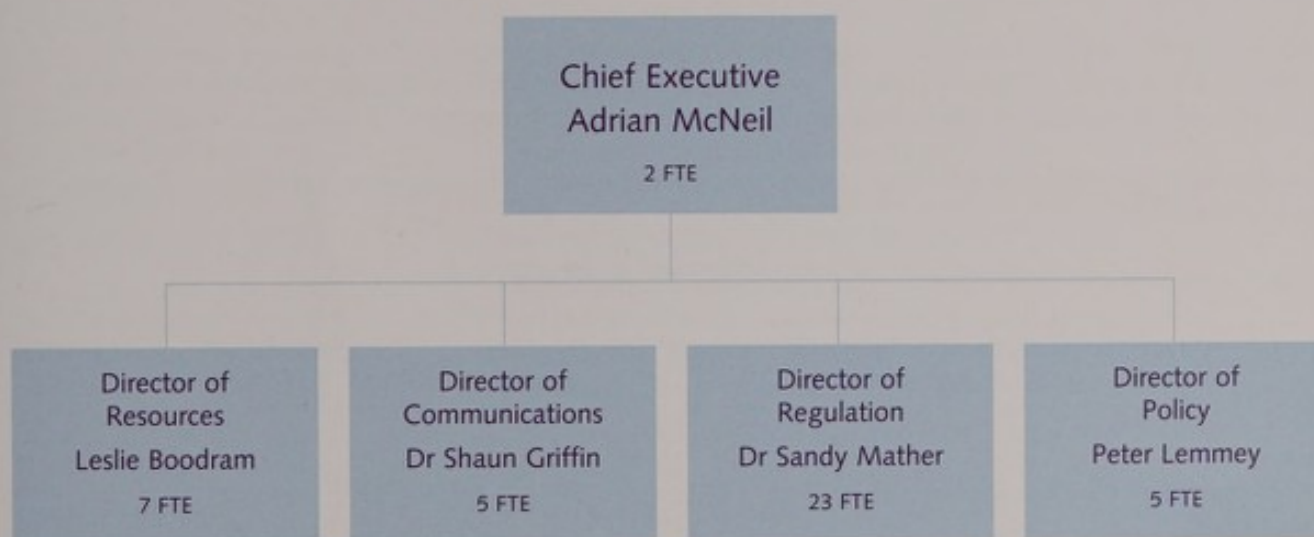 Chief Executive
Adrian McNeil
2 FTE
Director of
Resources
Leslie Boodram
7 FTE
Director of
Communications
Dr Shaun Griffin
5 FTE
Director of
Regulation
Dr Sandy Mather
23 FTE
Director of
Policy
Peter Lemmey
5 FTE